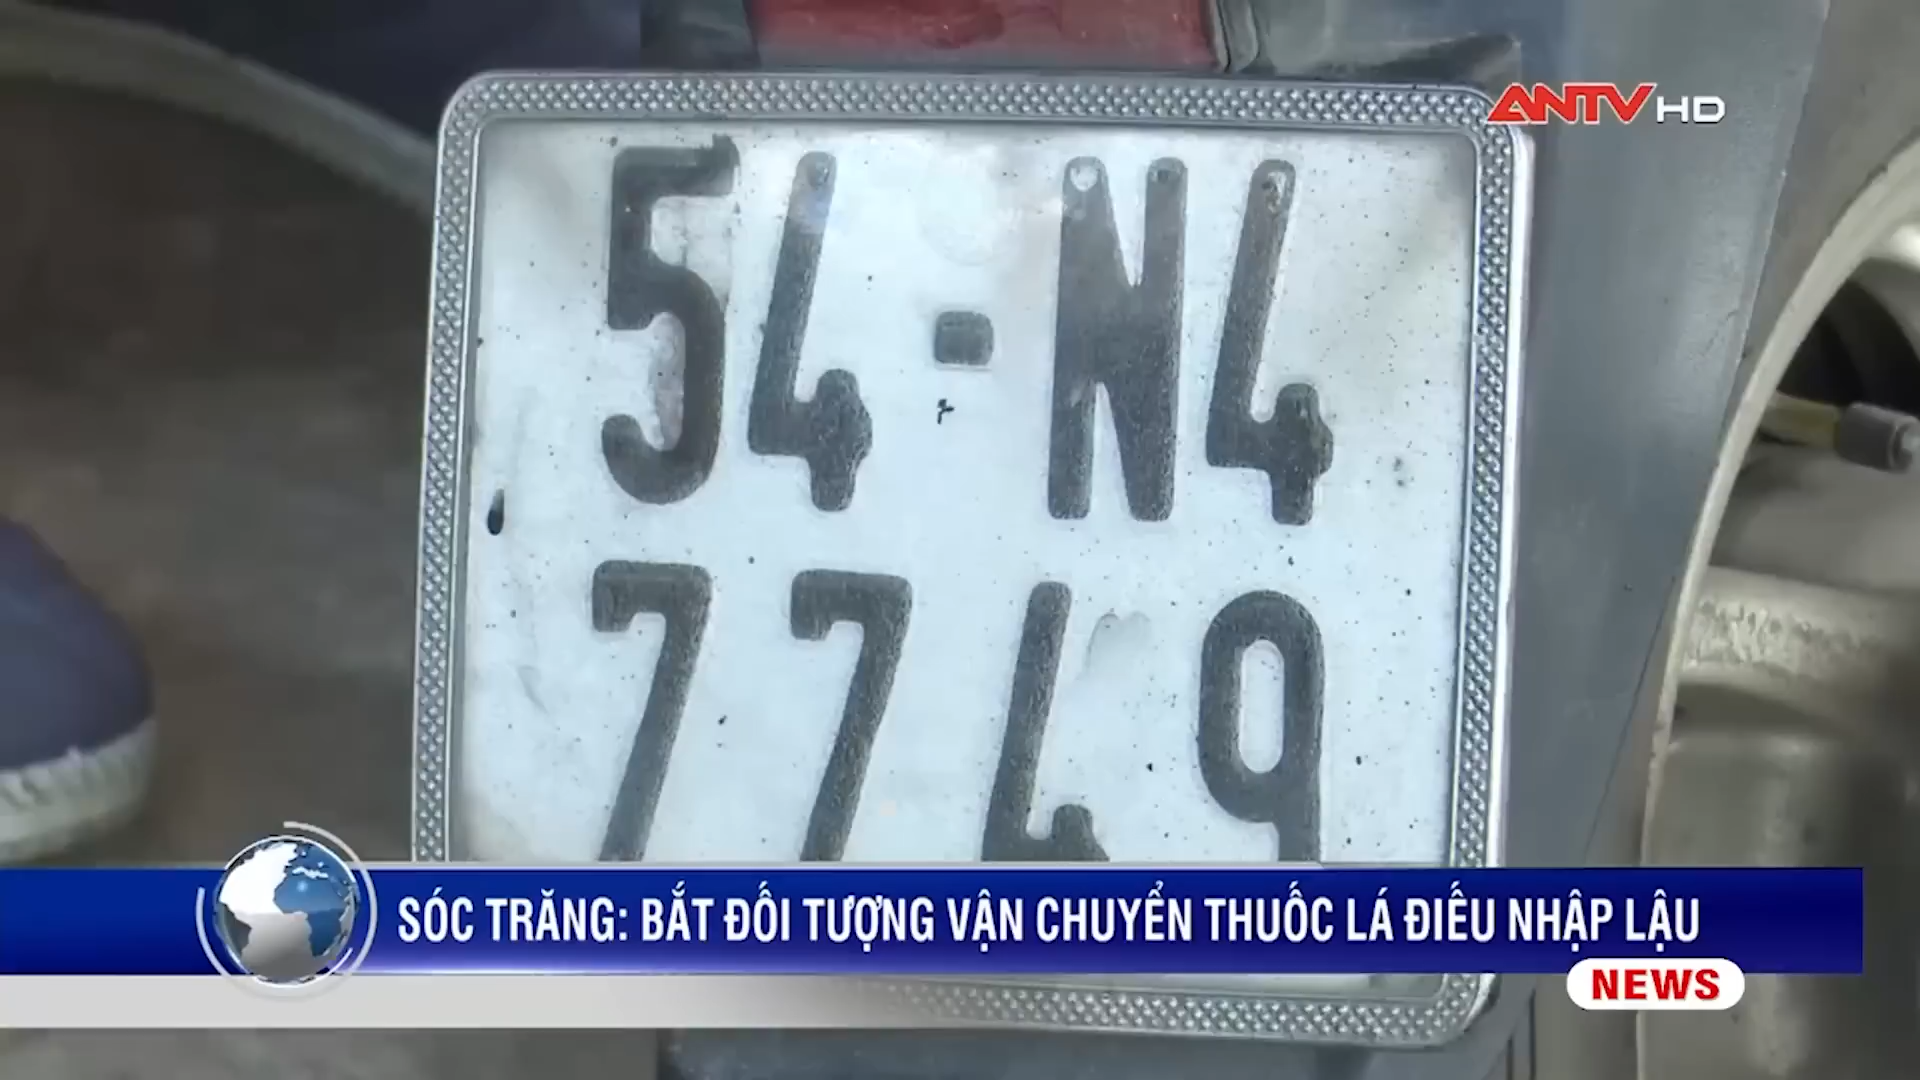 ANTV HD
54-N4
7749
SÓC TRĂNG: BẮT ĐỐI TƯỢNG VẬN CHUYỂN THUỐC LÁ ĐIẾU NHẬP LẬU
NEWS